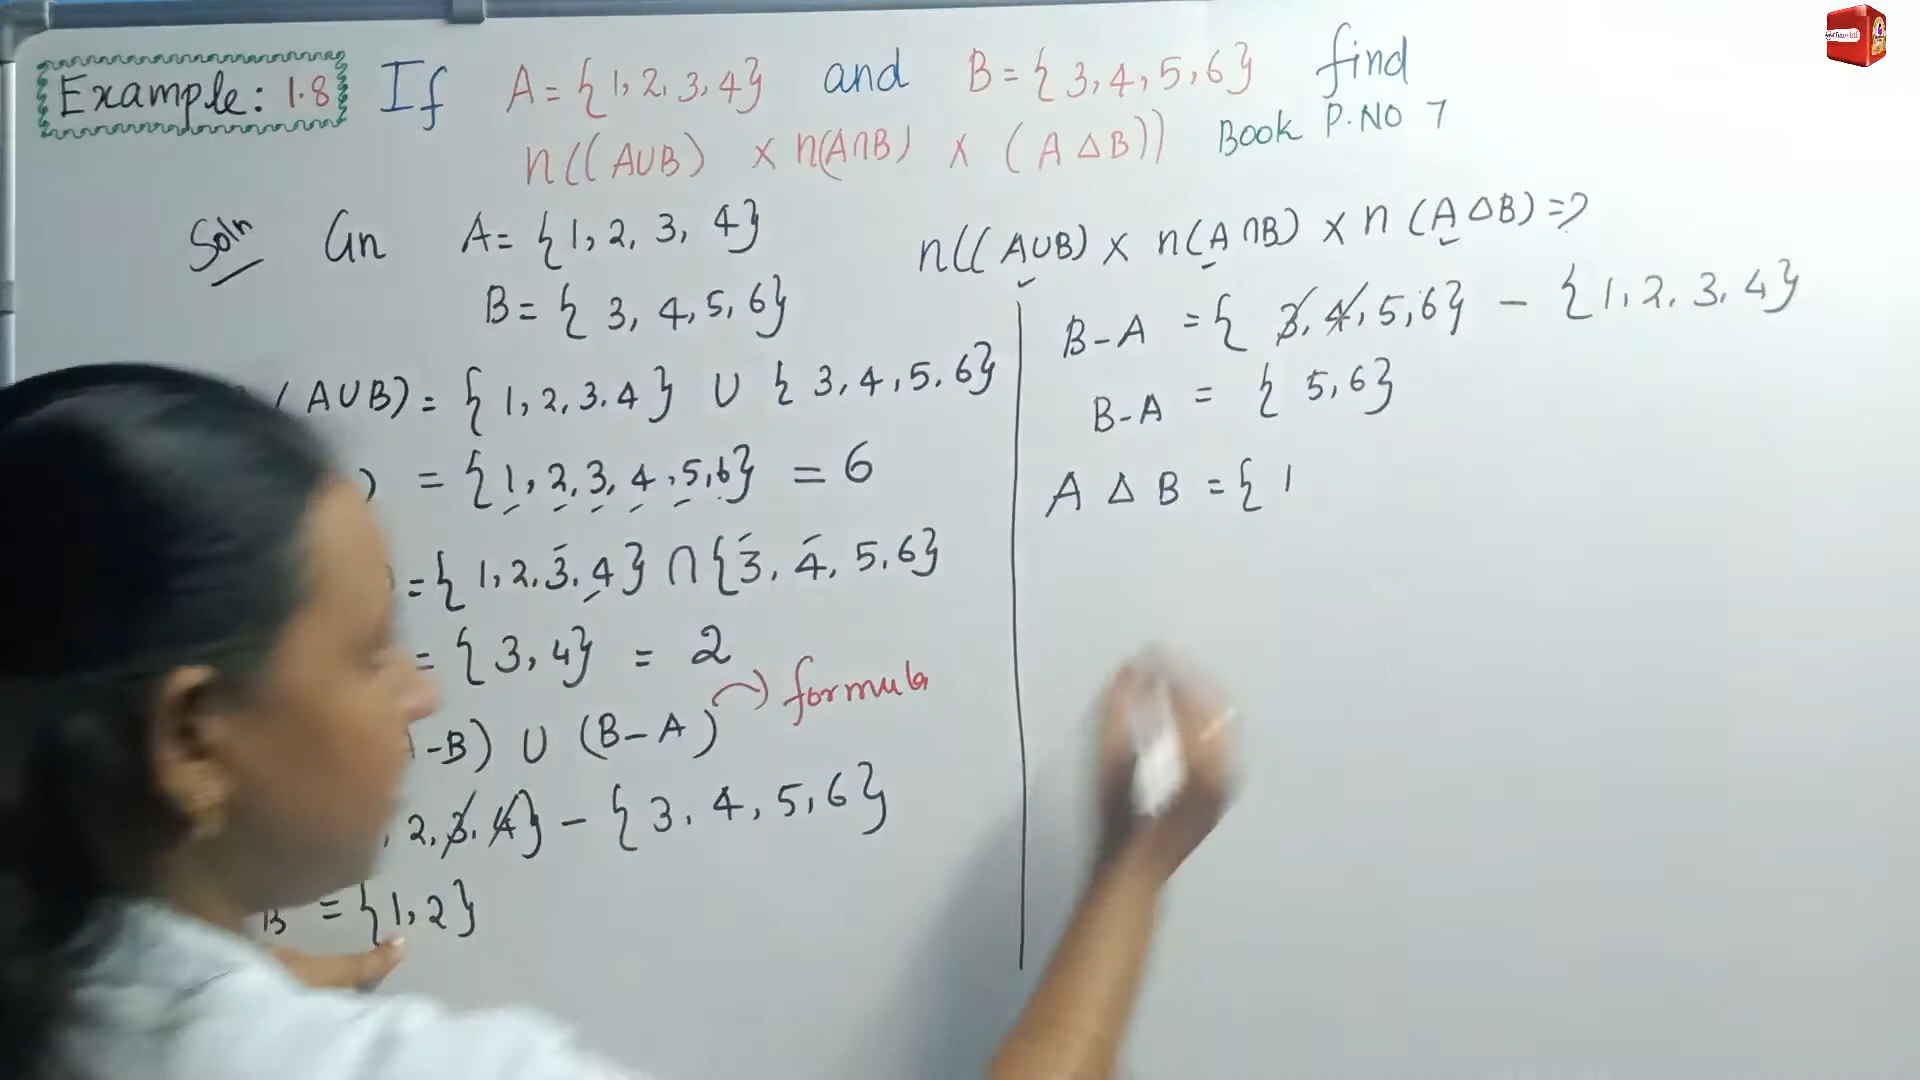 Example: 1.8 If A = {1, 2, 3, 4} and B = {3, 4, 5, 6} find
n((A∪B) × n(A∩B) × (A Δ B)) Book P.NO 7
Soln Gn A = {1, 2, 3, 4}
B = {3, 4, 5, 6}
(A∪B) = {1, 2, 3. 4} ∪ {3, 4, 5. 6}
) = {1, 2, 3, 4, 5, 6} = 6
= {1, 2, 3, 4} ∩ {3, 4, 5, 6}
= {3, 4} = 2
-B) ∪ (B-A) → formula
, 2, 3, 4} - {3, 4, 5, 6}
B = {1, 2}
n((A∪B) × n(A∩B) × n(A Δ B) =?
B-A = {3, 4, 5, 6} - {1, 2, 3, 4}
B-A = {5, 6}
A Δ B = {1